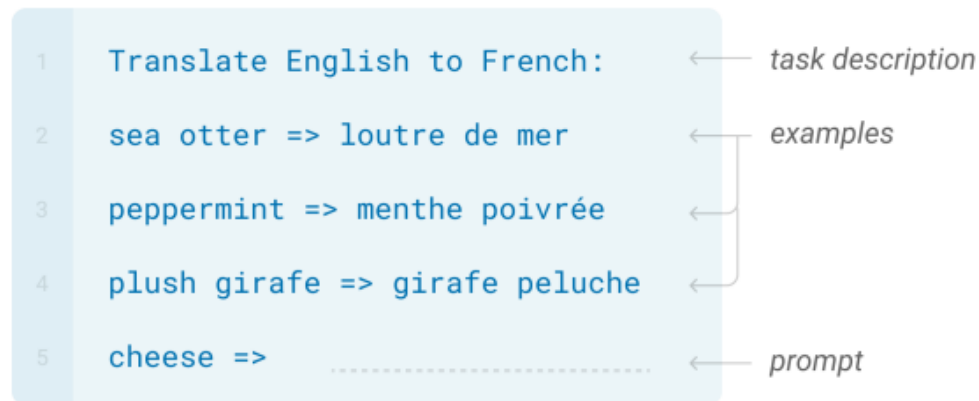 1 Translate English to French: task description
2 sea otter => loutre de mer examples
3 peppermint => menthe poivrée
4 plush girafe => girafe peluche
5 cheese => prompt